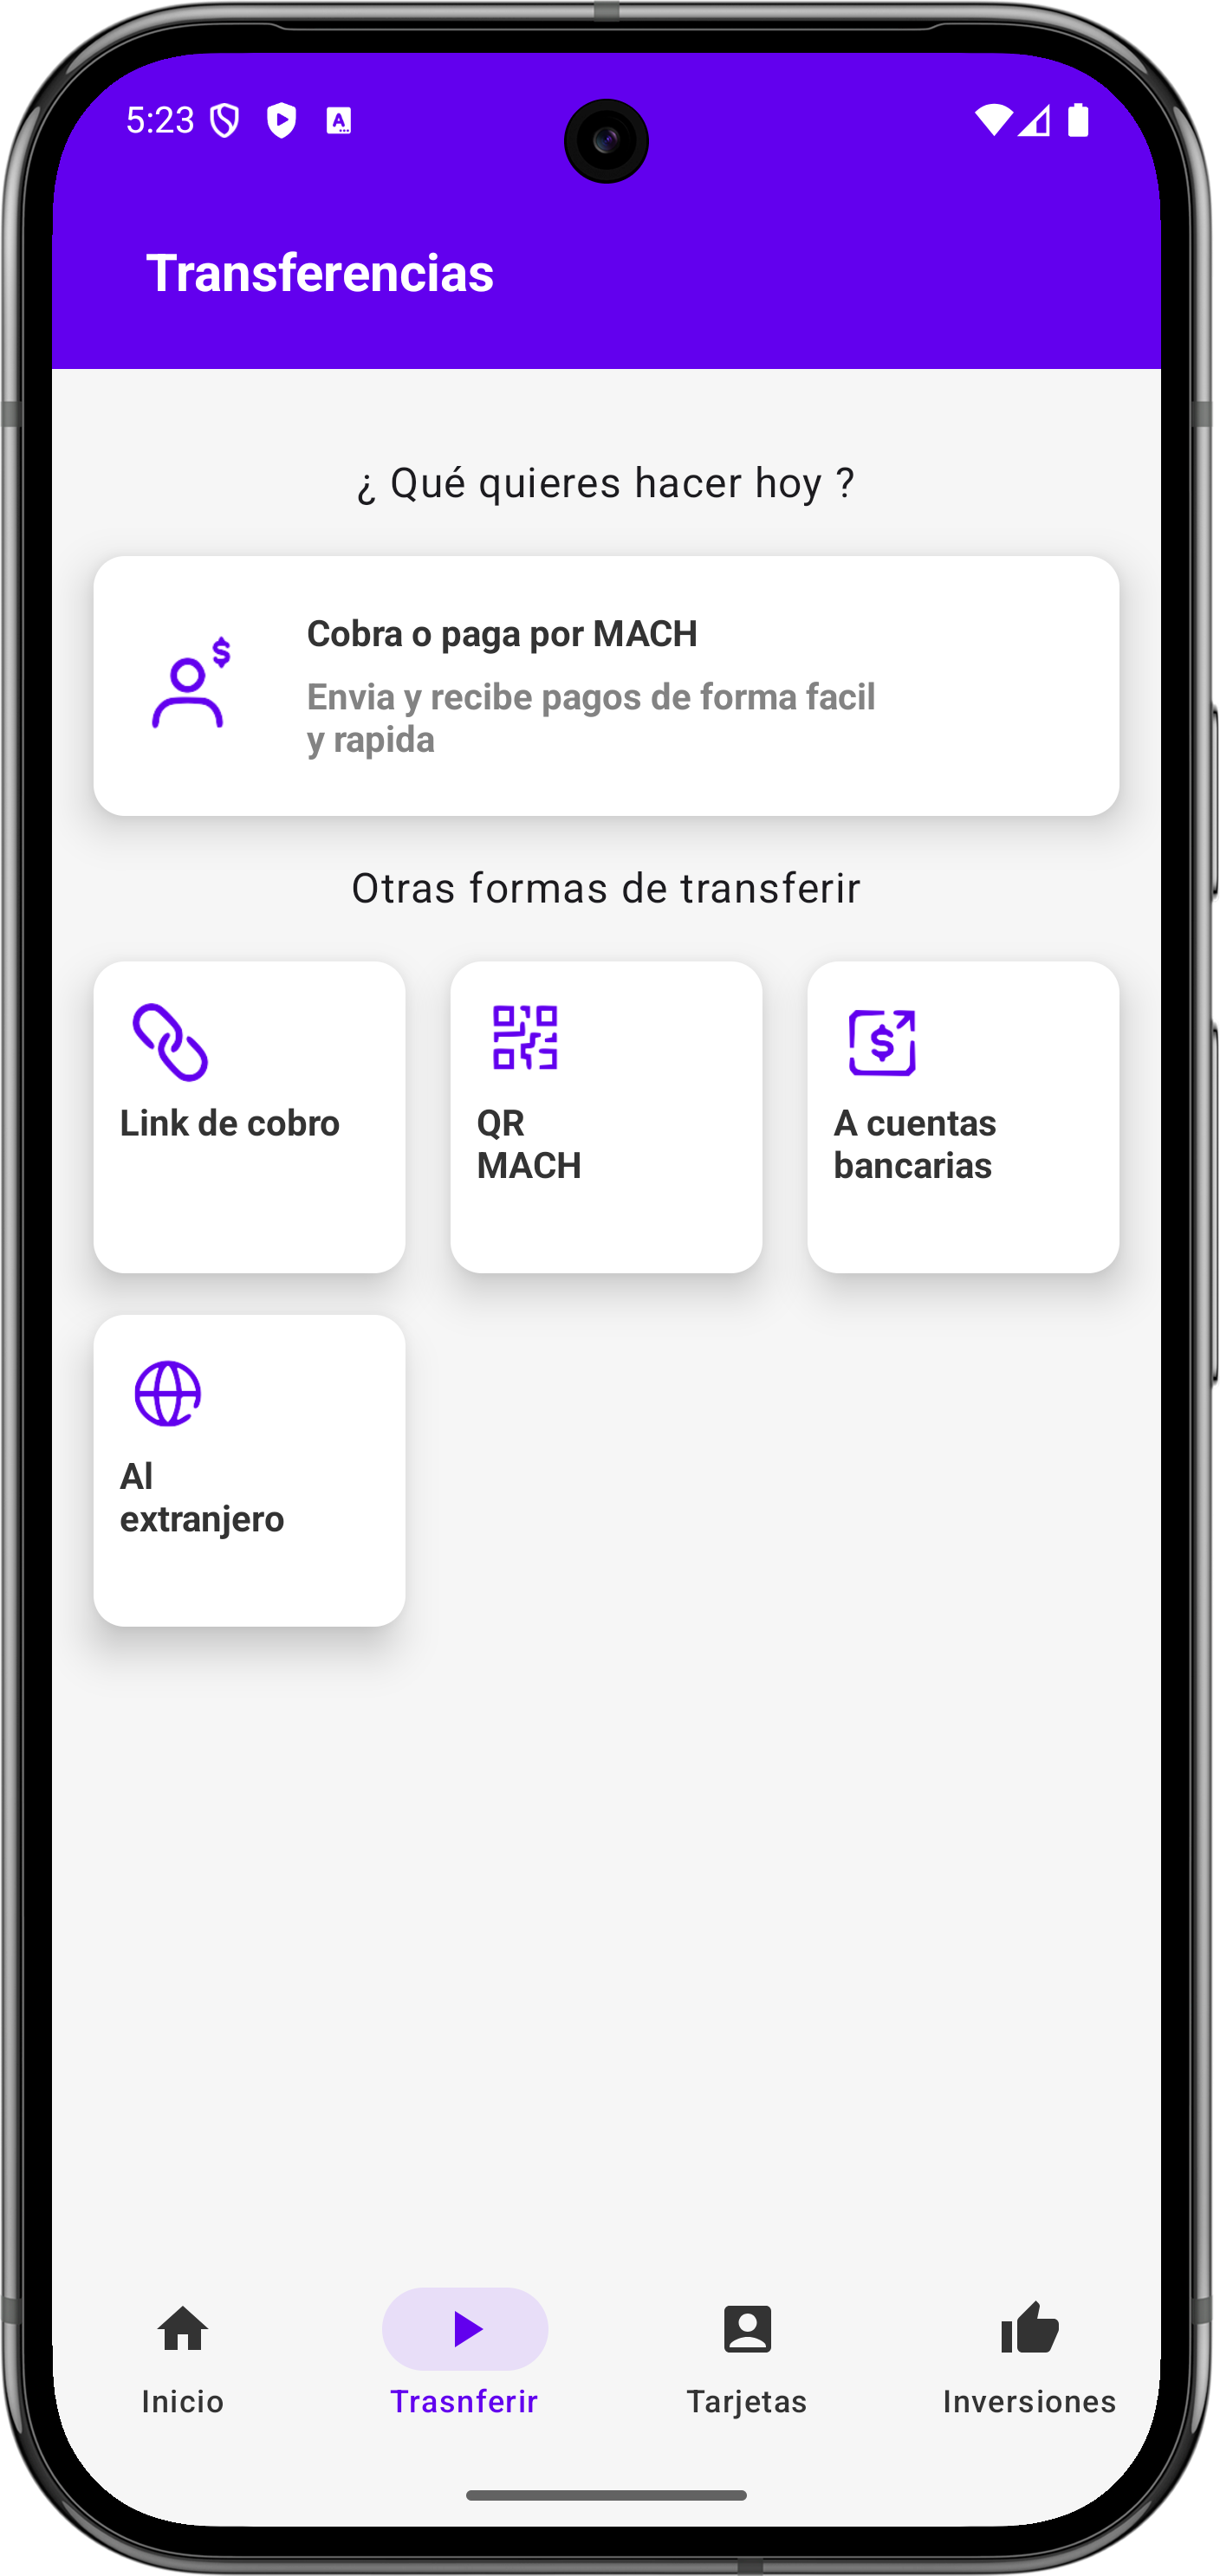 5:23
Transferencias
¿ Qué quieres hacer hoy ?
Cobra o paga por MACH
Envia y recibe pagos de forma facil
y rapida
Otras formas de transferir
Link de cobro
QR
MACH
A cuentas
bancarias
Al
extranjero
Inicio
Trasnferir
Tarjetas
Inversiones